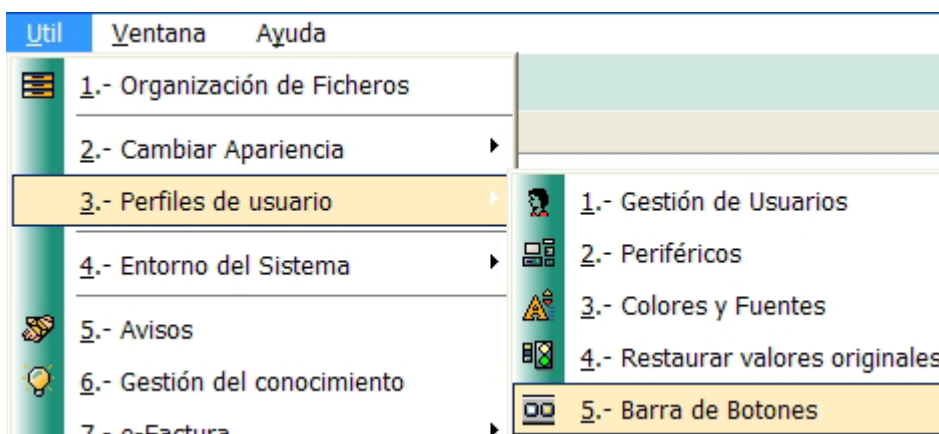 Util Ventana Ayuda
1.- Organización de Ficheros
2.- Cambiar Apariencia
3.- Perfiles de usuario
4.- Entorno del Sistema
5.- Avisos
6.- Gestión del conocimiento
7.- e-Factura
1.- Gestión de Usuarios
2.- Periféricos
3.- Colores y Fuentes
4.- Restaurar valores originales
5.- Barra de Botones